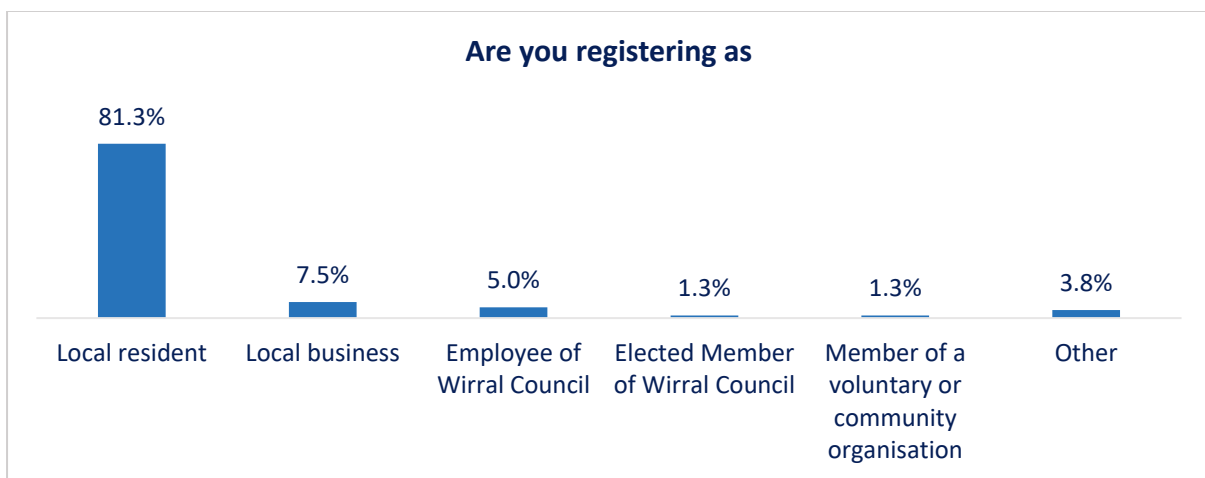 Are you registering as
81.3%
7.5%
5.0%
1.3%
1.3%
3.8%
Local resident
Local business
Employee of
Wirral Council
Elected Member
of Wirral Council
Member of a
voluntary or
community
organisation
Other